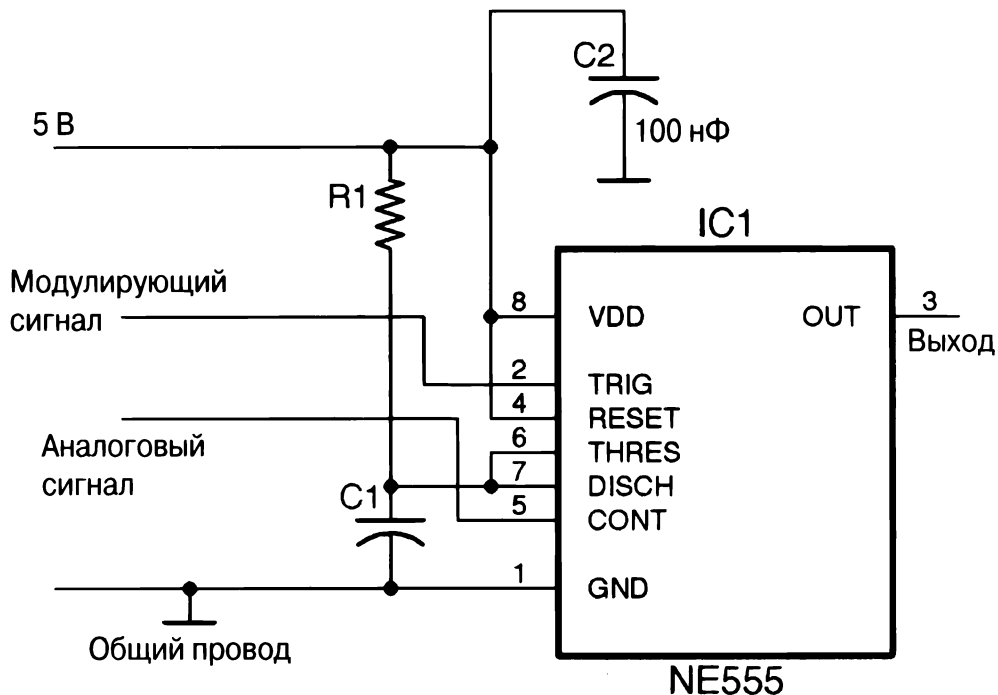 C2
100 нФ
5 В
R1
IC1
Модулирующий
сигнал
8
VDD
OUT
3
Выход
2
TRIG
4
RESET
6
THRES
Аналоговый
сигнал
7
DISCH
C1
5
CONT
1
GND
Общий провод
NE555